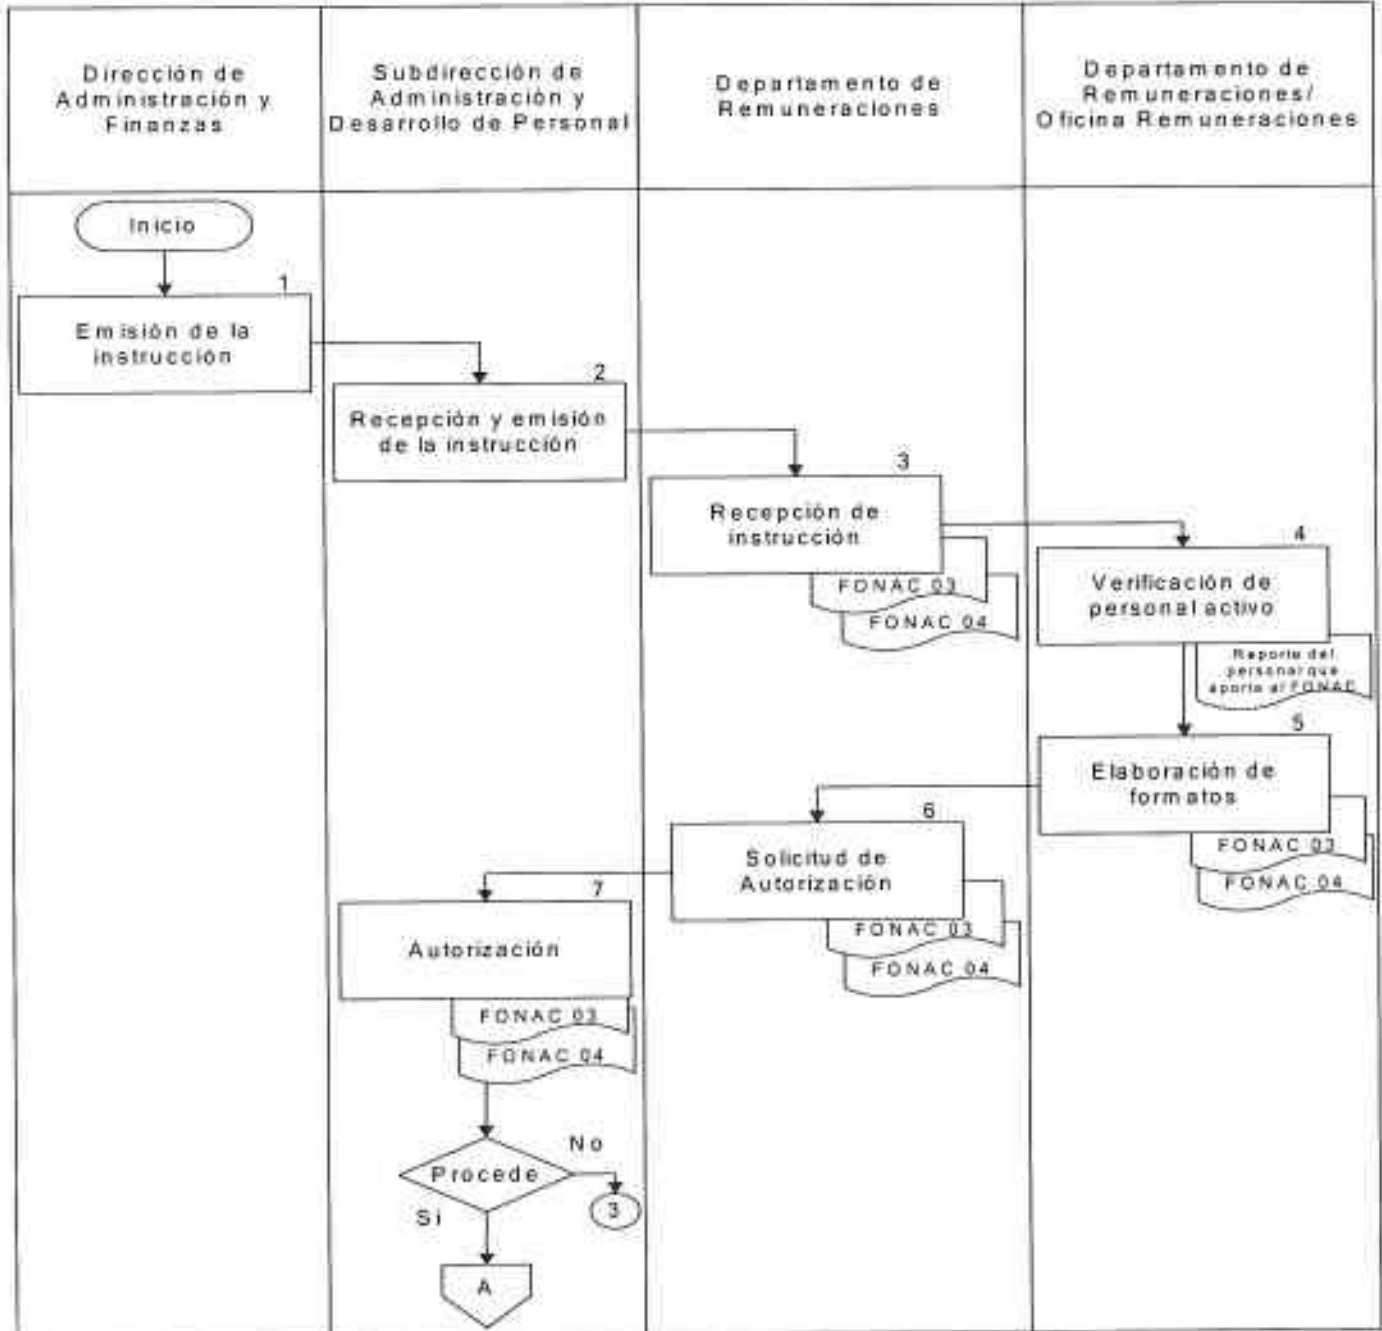 Dirección de
Administración y
Finanzas
Subdirección de
Administración y
Desarrollo de Personal
Departamento de
Remuneraciones
Departamento de
Remuneraciones/
Oficina Remuneraciones
Inicio
1
Emisión de la
instrucción
2
Recepción y emisión
de la instrucción
3
Recepción de
instrucción
FONAC 03
FONAC 04
4
Verificación de
personal activo
Reporte del
personal que
aporta al FONAC
5
Elaboración de
formatos
FONAC 03
FONAC 04
6
Solicitud de
Autorización
FONAC 03
FONAC 04
7
Autorización
FONAC 03
FONAC 04
Procede
No
3
Si
A